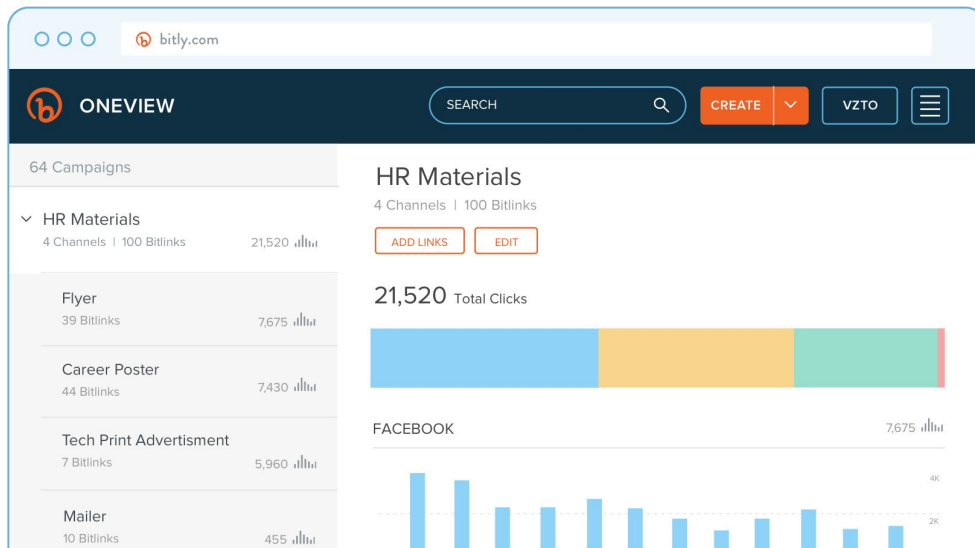 bitly.com
ONEVIEW
SEARCH
CREATE
VZTO
64 Campaigns
HR Materials
4 Channels | 100 Bitlinks
21,520
Flyer
39 Bitlinks
7,675
Career Poster
44 Bitlinks
7,430
Tech Print Advertisment
7 Bitlinks
5,960
Mailer
10 Bitlinks
455
HR Materials
4 Channels | 100 Bitlinks
ADD LINKS
EDIT
21,520 Total Clicks
FACEBOOK
7,675
4K
2K